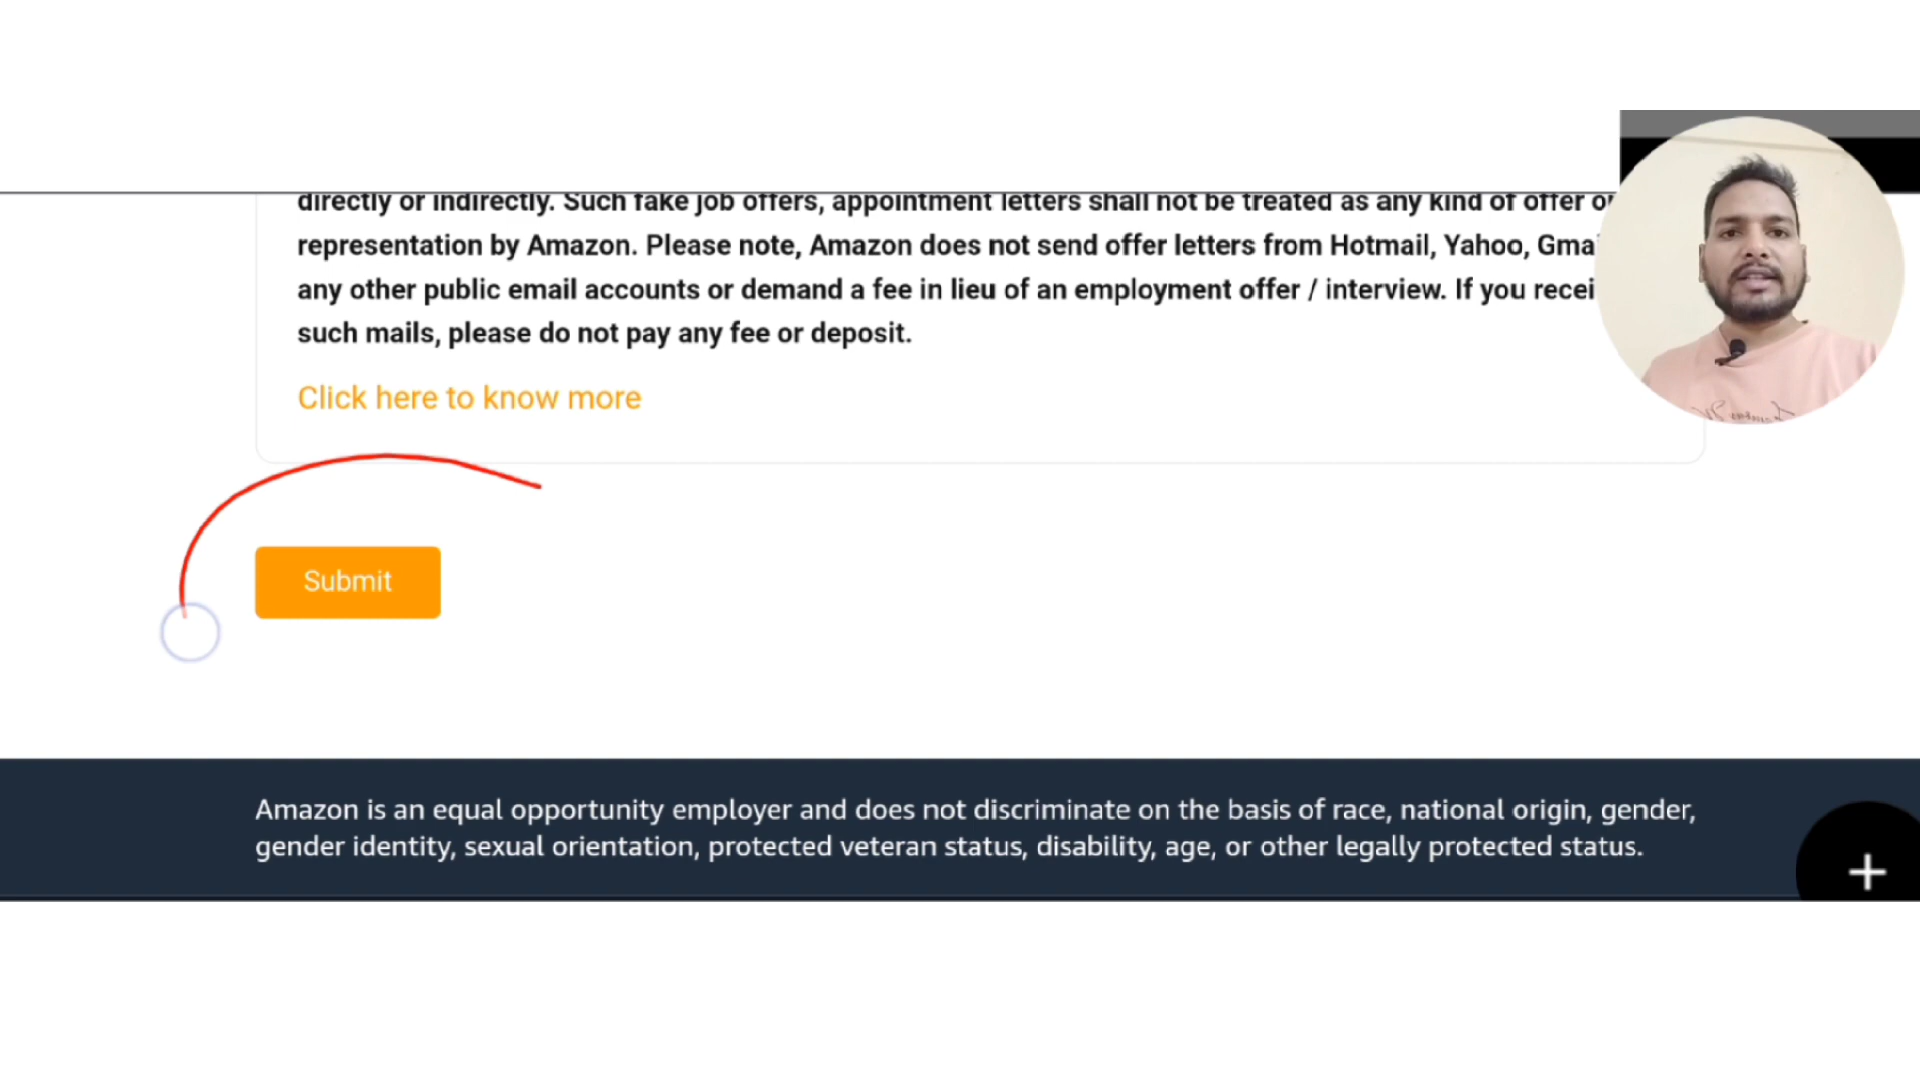 directly or indirectly. Such fake job offers, appointment letters shall not be treated as any kind of offer or
representation by Amazon. Please note, Amazon does not send offer letters from Hotmail, Yahoo, Gmai
any other public email accounts or demand a fee in lieu of an employment offer / interview. If you recei
such mails, please do not pay any fee or deposit.
Click here to know more
Submit
Amazon is an equal opportunity employer and does not discriminate on the basis of race, national origin, gender,
gender identity, sexual orientation, protected veteran status, disability, age, or other legally protected status.
+